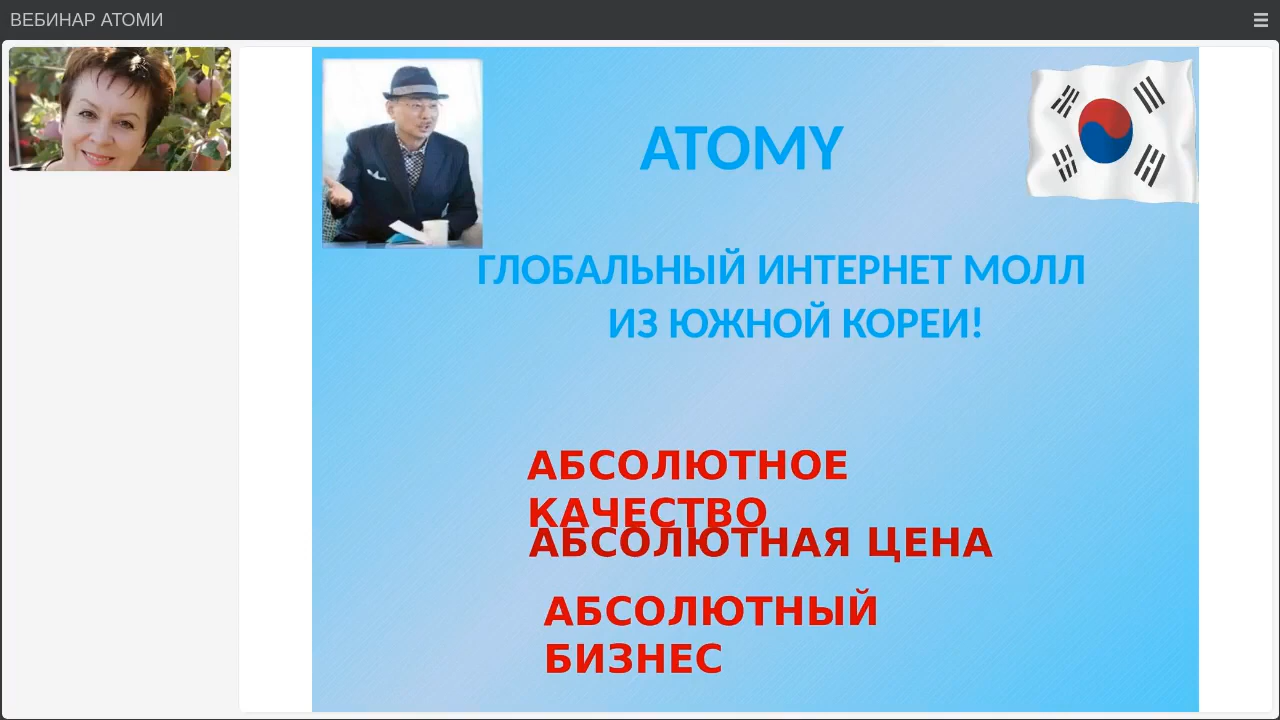 ВЕБИНАР АТОМИ
ATOMY
ГЛОБАЛЬНЫЙ ИНТЕРНЕТ МОЛЛ
ИЗ ЮЖНОЙ КОРЕИ!
АБСОЛЮТНОЕ
КАЧЕСТВО
АБСОЛЮТНАЯ ЦЕНА
АБСОЛЮТНЫЙ
БИЗНЕС